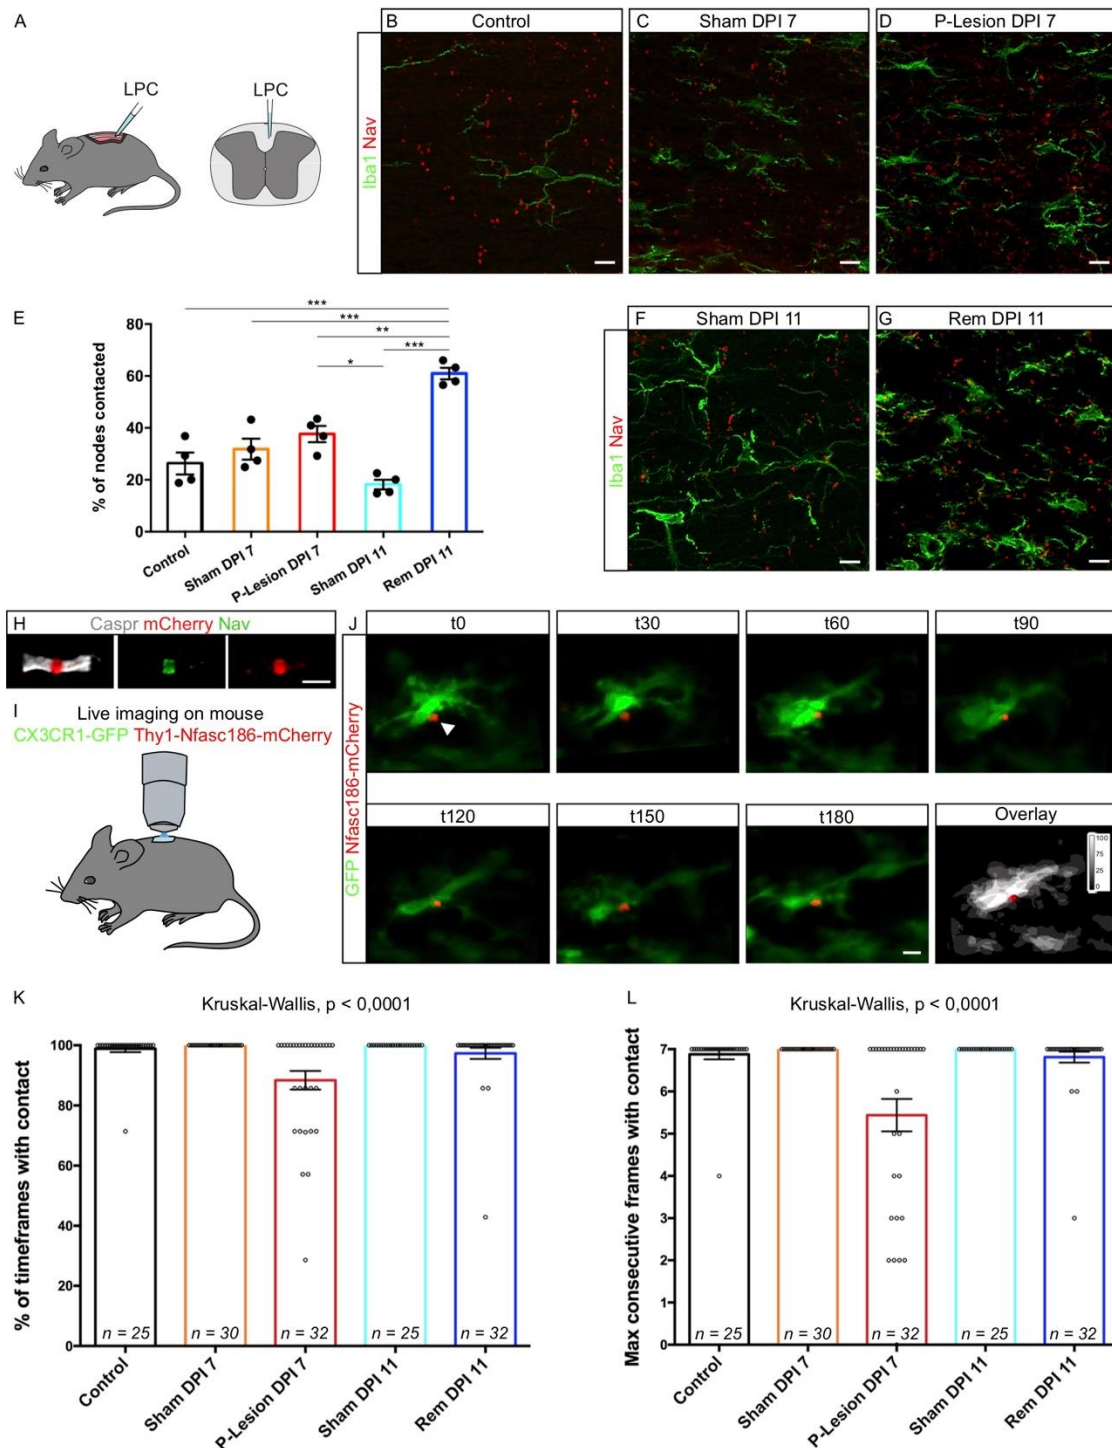 A
LPC
LPC
B
Control
C
Sham DPI 7
D
P-Lesion DPI 7
Iba1 Nav
E
***
***
**
***
*
% of nodes contacted
80
60
40
20
0
Control
Sham DPI 7
P-Lesion DPI 7
Sham DPI 11
Rem DPI 11
F
Sham DPI 11
G
Rem DPI 11
Iba1 Nav
H
Caspr mCherry Nav
I
Live imaging on mouse
CX3CR1-GFP Thy1-Nfasc186-mCherry
J
t0
t30
t60
t90
GFP Nfasc186-mCherry
t120
t150
t180
Overlay
100
75
50
25
0
K
Kruskal-Wallis, p < 0,0001
% of timeframes with contact
100
80
60
40
20
0
n = 25
n = 30
n = 32
n = 25
n = 32
Control
Sham DPI 7
P-Lesion DPI 7
Sham DPI 11
Rem DPI 11
L
Kruskal-Wallis, p < 0,0001
Max consecutive frames with contact
7
6
5
4
3
2
1
0
n = 25
n = 30
n = 32
n = 25
n = 32
Control
Sham DPI 7
P-Lesion DPI 7
Sham DPI 11
Rem DPI 11